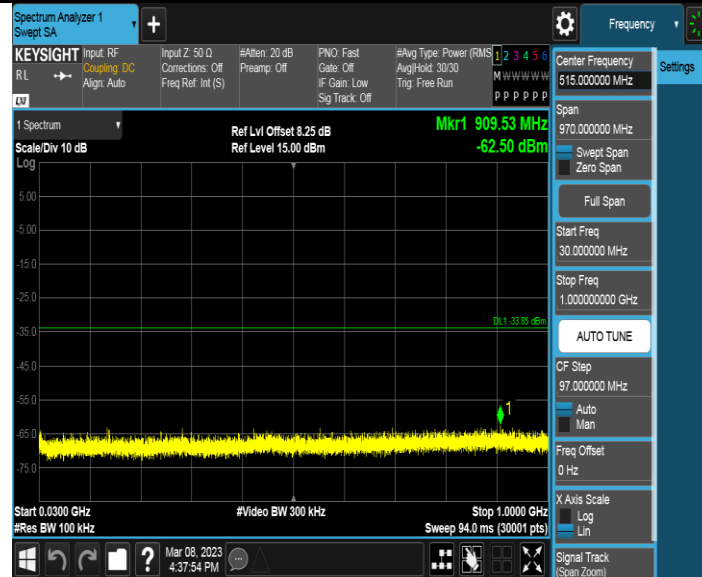 Spectrum Analyzer 1
Swept SA
+
Frequency
KEYSIGHT
RL
LXI
Input: RF
Coupling: DC
Align: Auto
Input Z: 50 Ω
Corrections: Off
Freq Ref: Int (S)
#Atten: 20 dB
Preamp: Off
PNO: Fast
Gate: Off
IF Gain: Low
Sig Track: Off
#Avg Type: Power (RMS
Avg|Hold: 30/30
Trig: Free Run
1 2 3 4 5 6
M W W W W W
P P P P P P
1 Spectrum
Scale/Div 10 dB
Log
Ref Lvl Offset 8.25 dB
Ref Level 15.00 dBm
Mkr1 909.53 MHz
-62.50 dBm
5.00
-5.00
-15.0
-25.0
-35.0
-45.0
-55.0
-65.0
-75.0
DL1 -33.85 dBm
1
Start 0.0300 GHz
#Res BW 100 kHz
#Video BW 300 kHz
Stop 1.0000 GHz
Sweep 94.0 ms (30001 pts)
?
Mar 08, 2023
4:37:54 PM
Center Frequency
515.000000 MHz
Settings
Span
970.000000 MHz
Swept Span
Zero Span
Full Span
Start Freq
30.000000 MHz
Stop Freq
1.000000000 GHz
AUTO TUNE
CF Step
97.000000 MHz
Auto
Man
Freq Offset
0 Hz
X Axis Scale
Log
Lin
Signal Track
(Span Zoom)